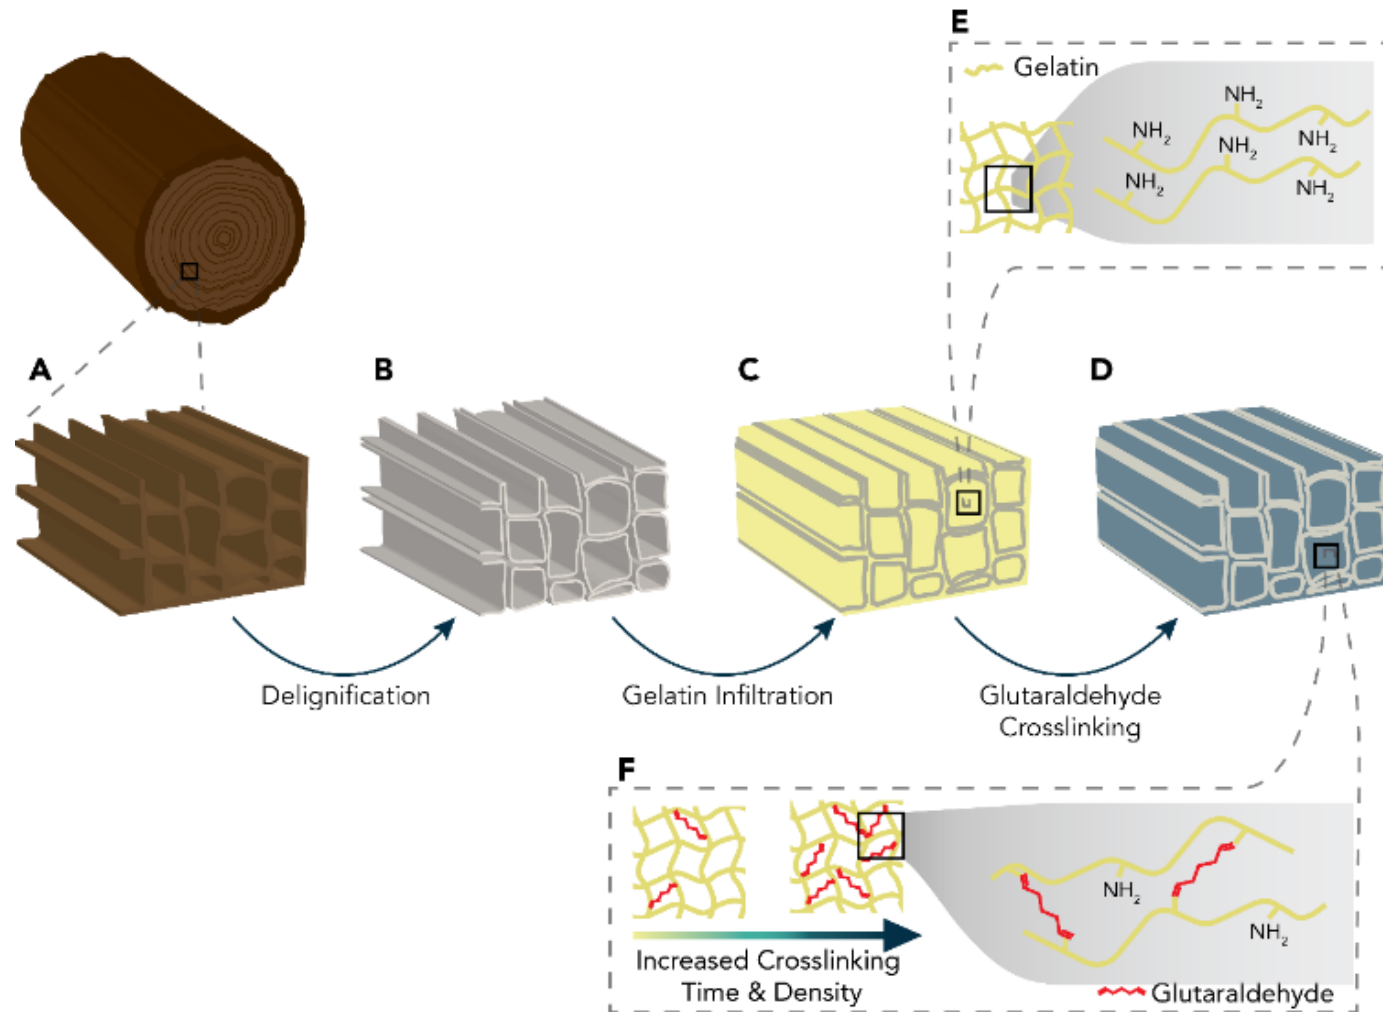 E
Gelatin
NH2
NH2
NH2
NH2
NH2
NH2
A
B
C
D
Delignification
Gelatin Infiltration
Glutaraldehyde
Crosslinking
F
NH2
NH2
Increased Crosslinking
Time & Density
Glutaraldehyde